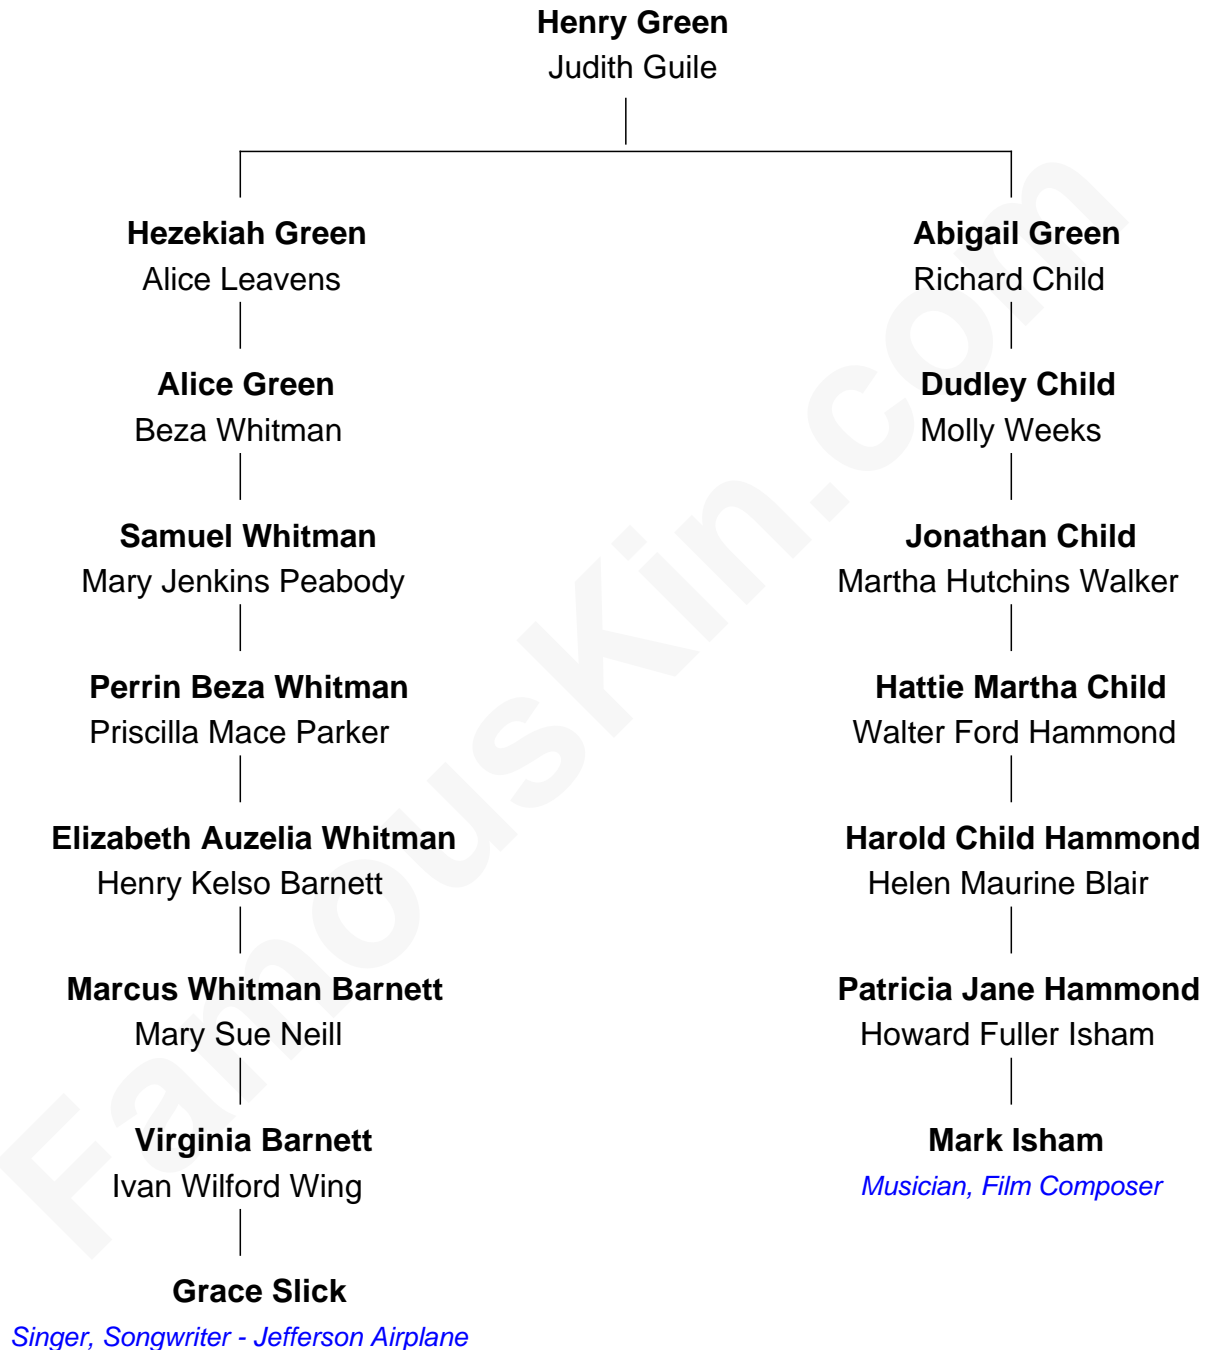 Henry Green
Judith Guile
Hezekiah Green
Alice Leavens
Abigail Green
Richard Child
Alice Green
Beza Whitman
Dudley Child
Molly Weeks
Samuel Whitman
Mary Jenkins Peabody
Jonathan Child
Martha Hutchins Walker
Perrin Beza Whitman
Priscilla Mace Parker
Hattie Martha Child
Walter Ford Hammond
Elizabeth Auzelia Whitman
Henry Kelso Barnett
Harold Child Hammond
Helen Maurine Blair
Marcus Whitman Barnett
Mary Sue Neill
Patricia Jane Hammond
Howard Fuller Isham
Virginia Barnett
Ivan Wilford Wing
Mark Isham
Musician, Film Composer
Grace Slick
Singer, Songwriter - Jefferson Airplane
FamousKin.com